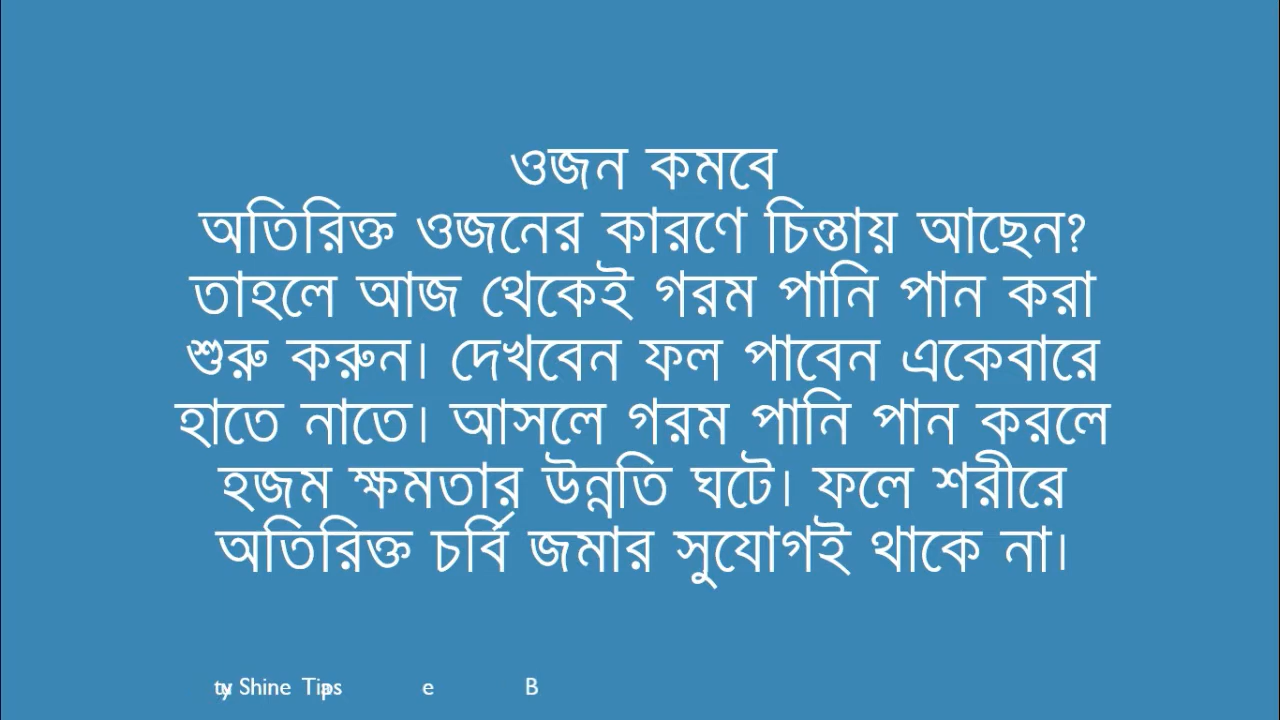 ওজন কমবে
অতিরিক্ত ওজনের কারণে চিন্তায় আছেন?
তাহলে আজ থেকেই গরম পানি পান করা
শুরু করুন। দেখবেন ফল পাবেন একেবারে
হাতে নাতে। আসলে গরম পানি পান করলে
হজম ক্ষমতার উন্নতি ঘটে। ফলে শরীরে
অতিরিক্ত চর্বি জমার সুযোগই থাকে না।
Shine